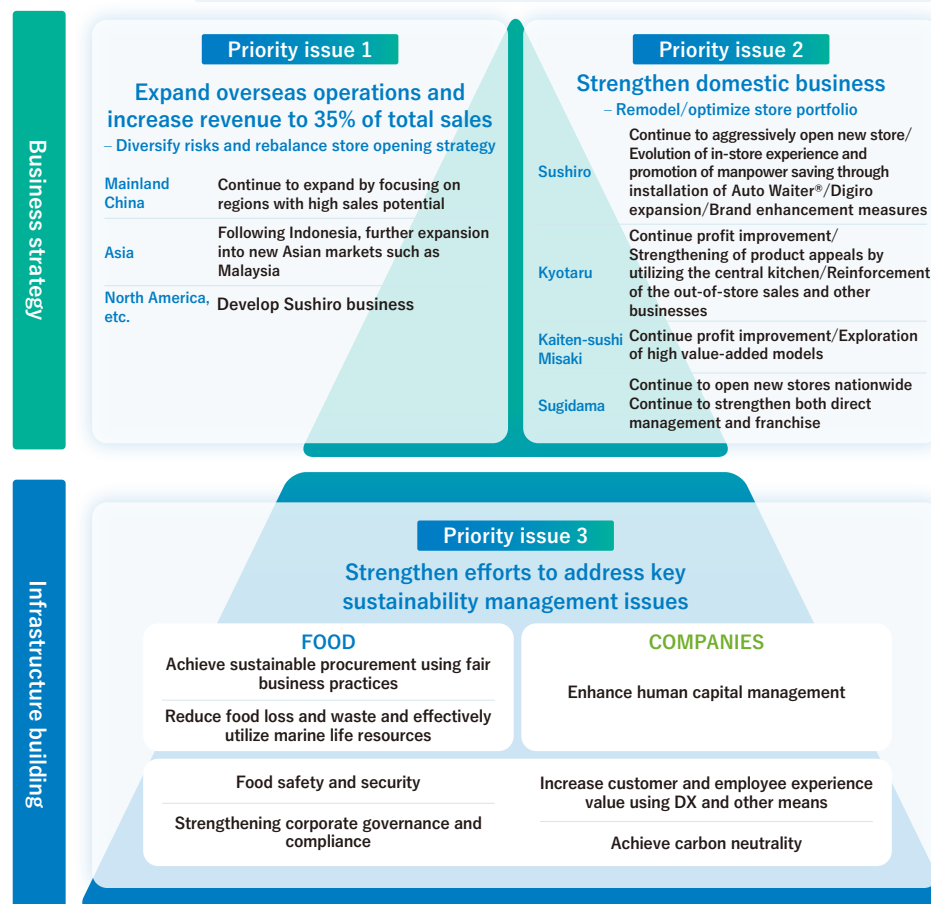 Business strategy
Priority issue 1
Expand overseas operations and
increase revenue to 35% of total sales
– Diversify risks and rebalance store opening strategy
Mainland
China
Continue to expand by focusing on
regions with high sales potential
Asia
Following Indonesia, further expansion
into new Asian markets such as
Malaysia
North America,
etc.
Develop Sushiro business
Priority issue 2
Strengthen domestic business
– Remodel/optimize store portfolio
Sushiro
Continue to aggressively open new store/
Evolution of in-store experience and
promotion of manpower saving through
installation of Auto Waiter®/Digiro
expansion/Brand enhancement measures
Kyotaru
Continue profit improvement/
Strengthening of product appeals by
utilizing the central kitchen/Reinforcement
of the out-of-store sales and other
businesses
Kaiten-sushi
Misaki
Continue profit improvement/Exploration
of high value-added models
Sugidama
Continue to open new stores nationwide
Continue to strengthen both direct
management and franchise
Infrastructure building
Priority issue 3
Strengthen efforts to address key
sustainability management issues
FOOD
Achieve sustainable procurement using fair
business practices
Reduce food loss and waste and effectively
utilize marine life resources
COMPANIES
Enhance human capital management
Food safety and security
Strengthening corporate governance and
compliance
Increase customer and employee experience
value using DX and other means
Achieve carbon neutrality